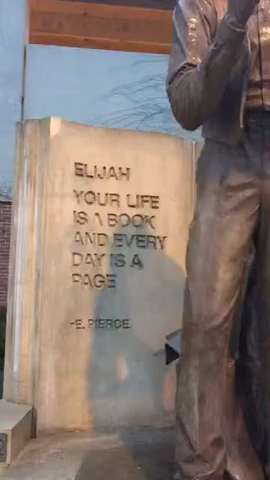 ELIJAH
YOUR LIFE
IS A BOOK
AND EVERY
DAY IS A
PAGE
-E. PIERCE